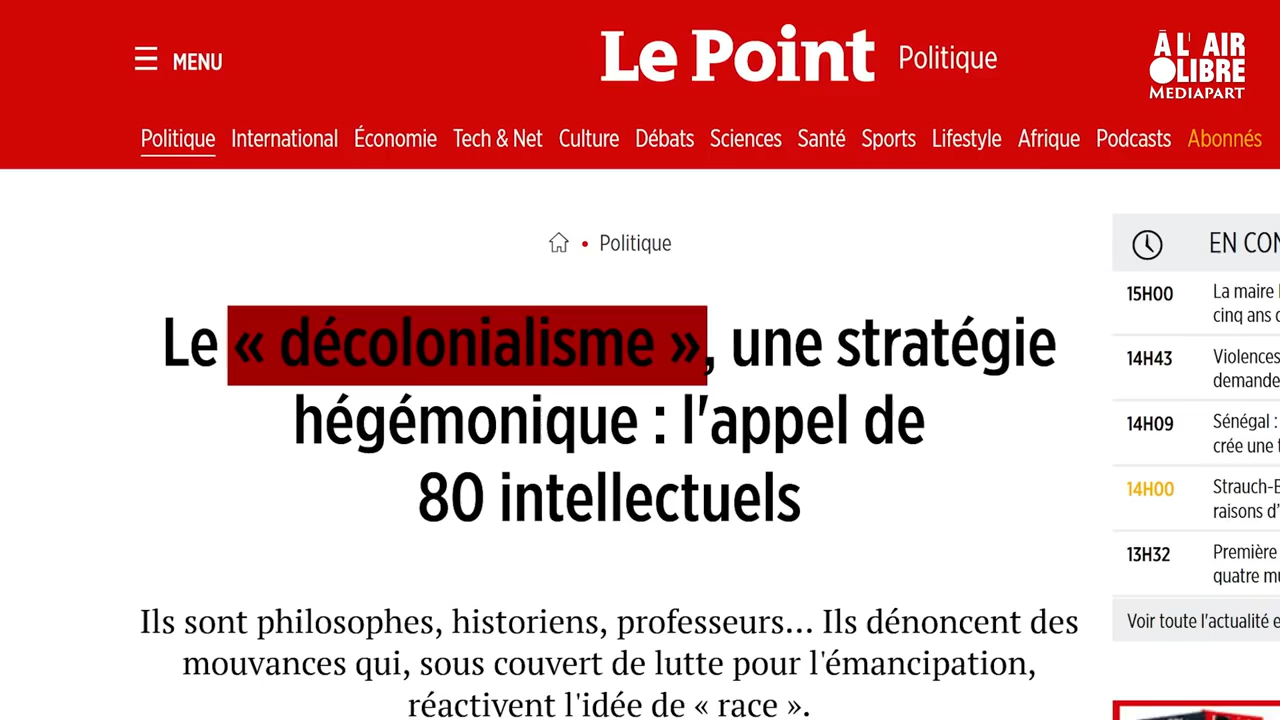 MENU
Le Point Politique
À L' AIR
LIBRE
MEDIAPART
Politique International Économie Tech & Net Culture Débats Sciences Santé Sports Lifestyle Afrique Podcasts Abonnés
Politique
Le « décolonialisme », une stratégie
hégémonique : l'appel de
80 intellectuels
Ils sont philosophes, historiens, professeurs... Ils dénoncent des
mouvances qui, sous couvert de lutte pour l'émancipation,
réactivent l'idée de « race ».
EN
15H00 La maire
cinq ans
14H43 Violences
demande
14H09 Sénégal :
crée une
14H00
raisons d'
13H32 Première
quatre
Voir toute l'actualité